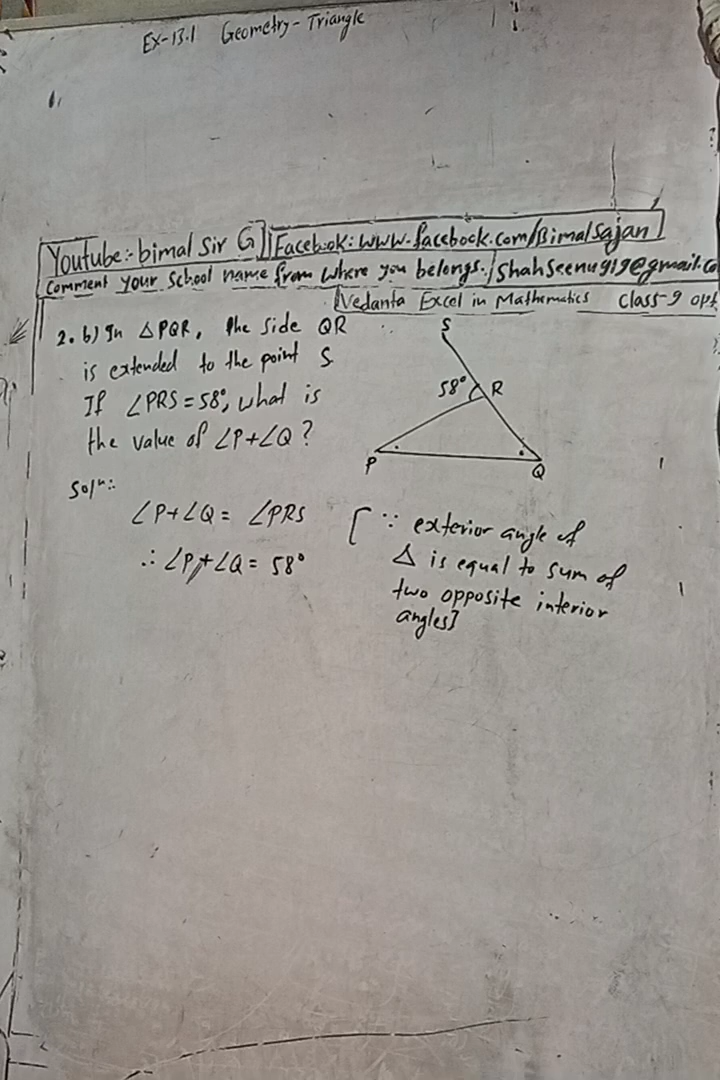 Ex-13.1 Geometry - Triangle
Youtube:- bimal Sir G Facebook: www.facebook.com/Bimalsajan
Comment your School name from where you belongs./shahseenu919@gmail.co
Vedanta Excel in Mathematics Class-9 opt
2. b) In △PQR, the side QR
is extended to the point S.
If ∠PRS = 58°, what is
the value of ∠P+∠Q?
S
58° R
P
Q
Solⁿ:
∠P+∠Q = ∠PRS
∴ ∠P+∠Q = 58°
[∵ exterior angle of
△ is equal to sum of
two opposite interior
angles]